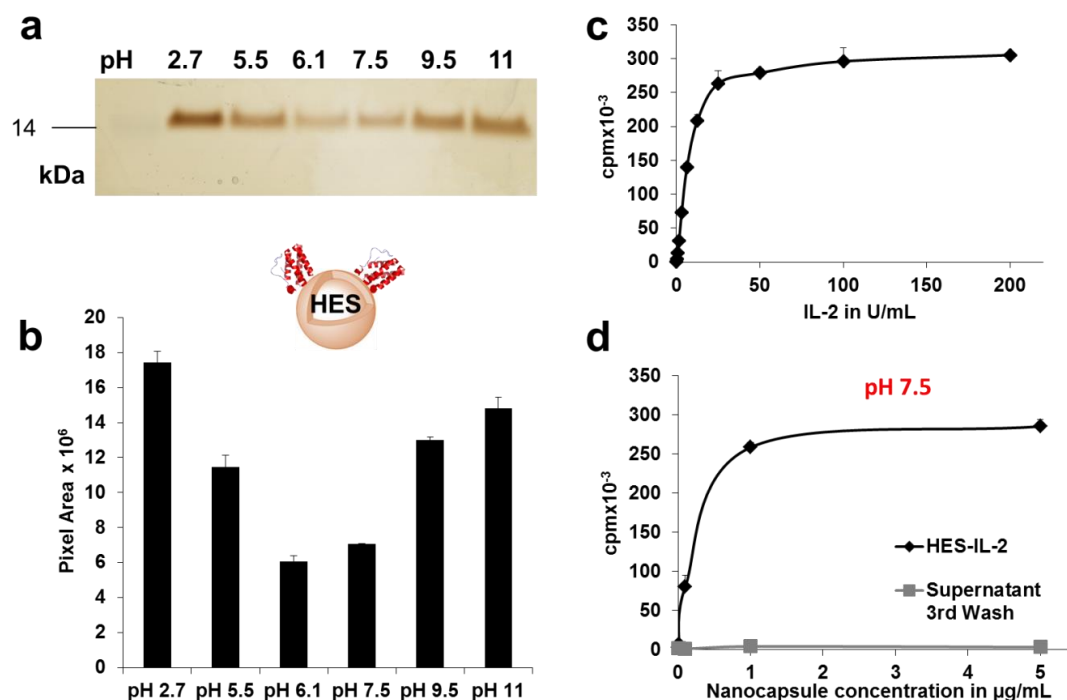 a
pH 2.7 5.5 6.1 7.5 9.5 11
14
kDa
HES
b
Pixel Area x 10⁶
20
18
16
14
12
10
8
6
4
2
0
pH 2.7 pH 5.5 pH 6.1 pH 7.5 pH 9.5 pH 11
c
cpmx10⁻³
350
300
250
200
150
100
50
0
0 50 100 150 200
IL-2 in U/mL
d
pH 7.5
cpmx10⁻³
350
300
250
200
150
100
50
0
HES-IL-2
Supernatant
3rd Wash
0 1 2 3 4 5
Nanocapsule concentration in µg/mL